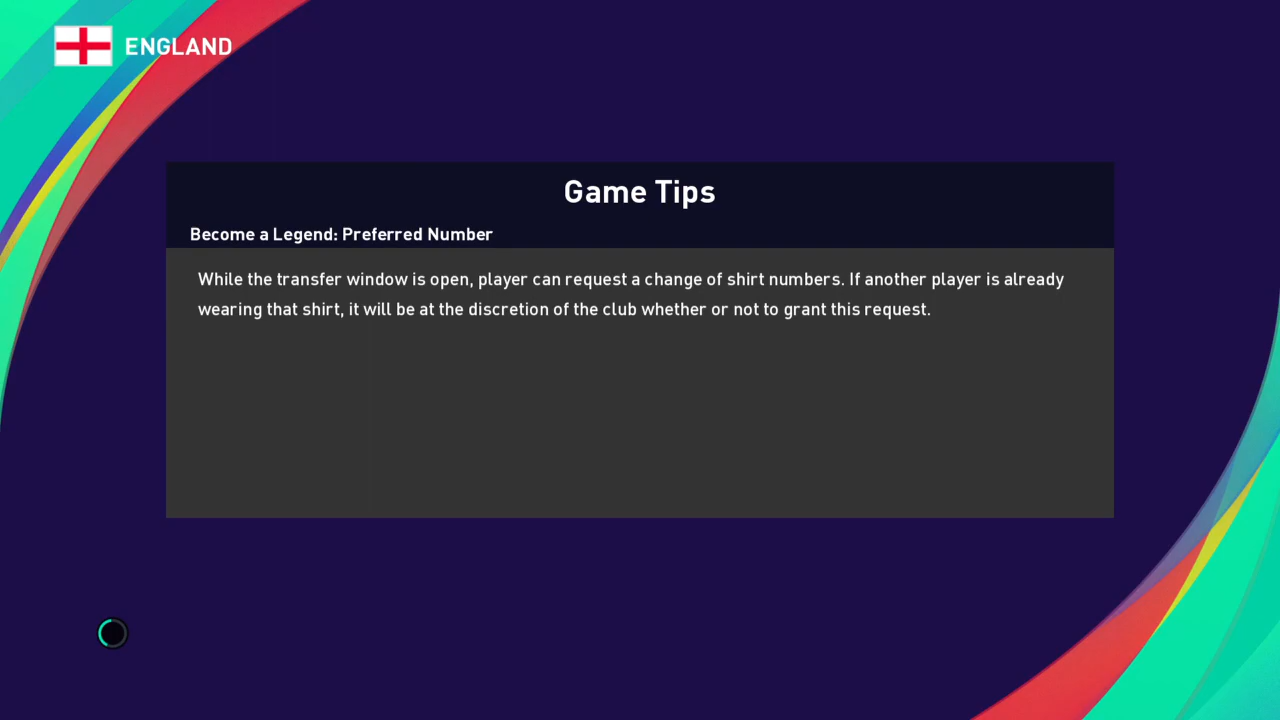 ENGLAND
Game Tips
Become a Legend: Preferred Number
While the transfer window is open, player can request a change of shirt numbers. If another player is already
wearing that shirt, it will be at the discretion of the club whether or not to grant this request.